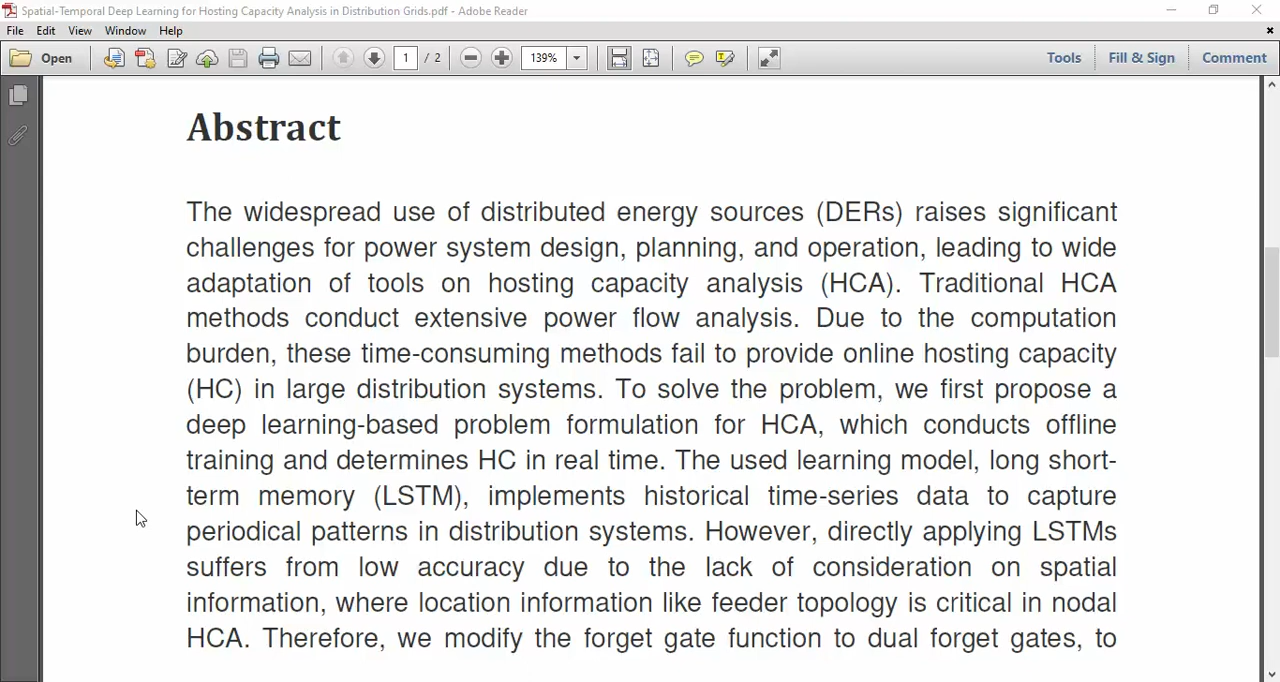 Spatial-Temporal Deep Learning for Hosting Capacity Analysis in Distribution Grids.pdf - Adobe Reader
File Edit View Window Help
Open 1 / 2 139% Tools Fill & Sign Comment
Abstract
The widespread use of distributed energy sources (DERs) raises significant
challenges for power system design, planning, and operation, leading to wide
adaptation of tools on hosting capacity analysis (HCA). Traditional HCA
methods conduct extensive power flow analysis. Due to the computation
burden, these time-consuming methods fail to provide online hosting capacity
(HC) in large distribution systems. To solve the problem, we first propose a
deep learning-based problem formulation for HCA, which conducts offline
training and determines HC in real time. The used learning model, long short-
term memory (LSTM), implements historical time-series data to capture
periodical patterns in distribution systems. However, directly applying LSTMs
suffers from low accuracy due to the lack of consideration on spatial
information, where location information like feeder topology is critical in nodal
HCA. Therefore, we modify the forget gate function to dual forget gates, to